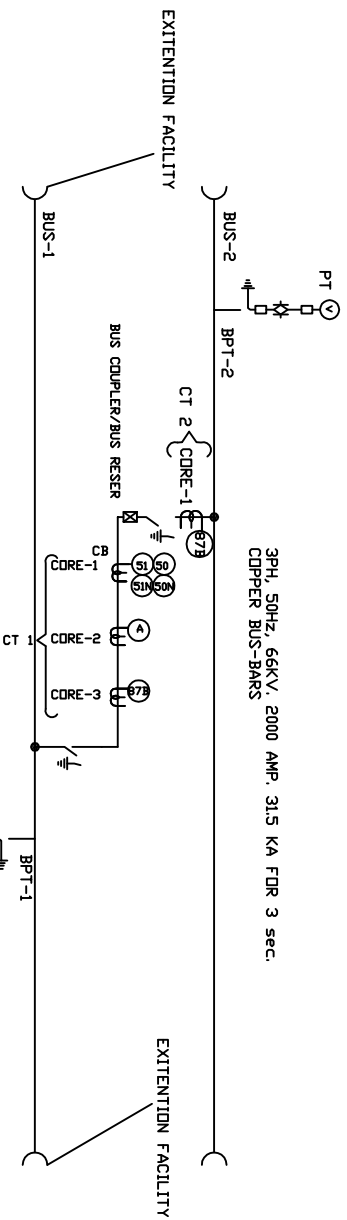 PT
V
3PH, 50Hz, 66KV. 2000 AMP. 31.5 KA FOR 3 sec.
COPPER BUS-BARS
BUS-2
BPT-2
CT 2
CORE-1
87B
EXITENTION FACILITY
BUS COUPLER/BUS RESER
CB
CORE-1
51
50
51N
50N
CORE-2
A
CORE-3
87B
CT 1
BUS-1
BPT-1
EXITENTION FACILITY